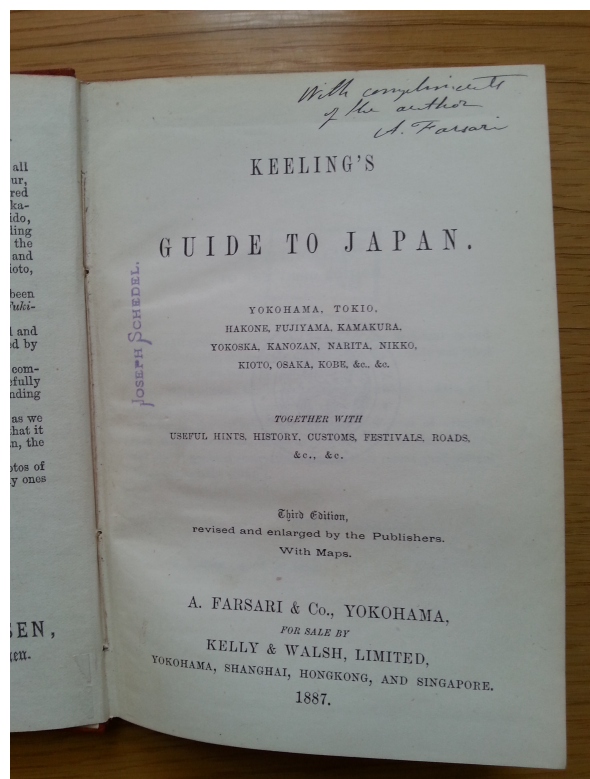 all
ur,
red
ka-
ido,
ling
the
and
ioto,
been
Fuki-
l and
ed by
com-
efully
nding
as we
hat it
n, the
otos of
y ones
SEN,
ten.
With compliments
of the author
A. Farsari
KEELING'S
GUIDE TO JAPAN.
JOSEPH SCHEDEL.
YOKOHAMA, TOKIO,
HAKONE, FUJIYAMA, KAMAKURA,
YOKOSKA, KANOZAN, NARITA, NIKKO,
KIOTO, OSAKA, KOBE, &c., &c.
TOGETHER WITH
USEFUL HINTS, HISTORY, CUSTOMS, FESTIVALS, ROADS,
&c., &c.
Third Edition,
revised and enlarged by the Publishers.
With Maps.
A. FARSARI & Co., YOKOHAMA,
FOR SALE BY
KELLY & WALSH, LIMITED,
YOKOHAMA, SHANGHAI, HONGKONG, AND SINGAPORE.
1887.